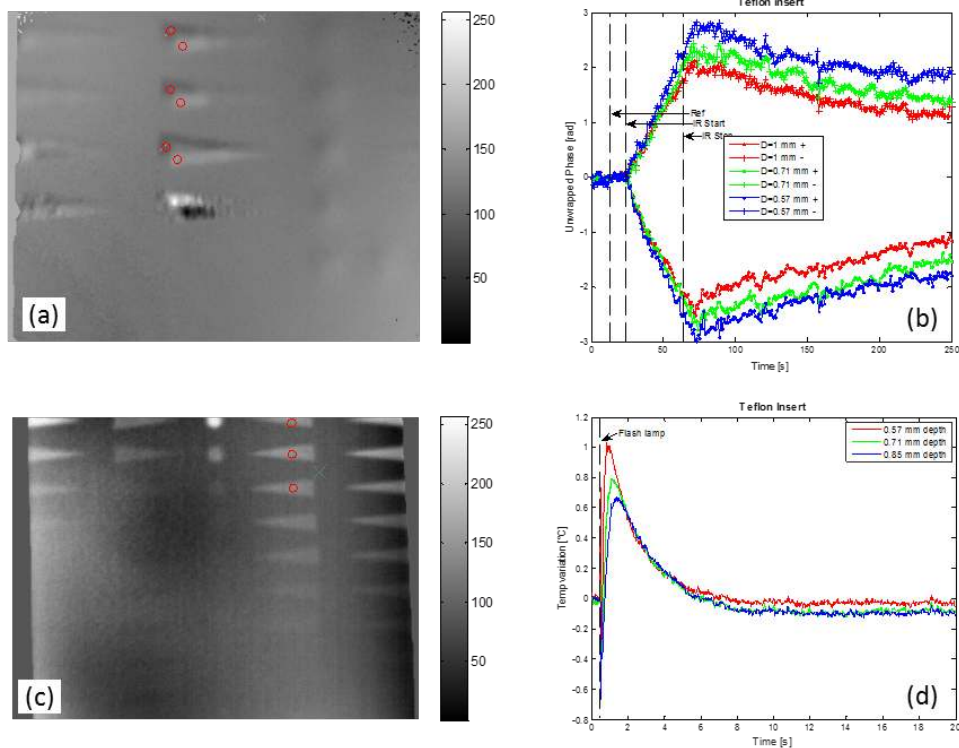 250
200
150
100
50
(a)
Teflon Insert
3
2
1
0
-1
-2
-3
Unwrapped Phase [rad]
Ref
IR Start
IR Stop
D=1 mm +
D=1 mm -
D=0.71 mm +
D=0.71 mm -
D=0.57 mm +
D=0.57 mm -
0
50
100
150
200
250
Time [s]
(b)
250
200
150
100
50
(c)
Teflon Insert
1.2
1
0.8
0.6
0.4
0.2
0
-0.2
-0.4
-0.6
-0.8
Temp variation [°C]
Flash lamp
0.57 mm depth
0.71 mm depth
0.85 mm depth
0
2
4
6
8
10
12
14
16
18
20
Time [s]
(d)